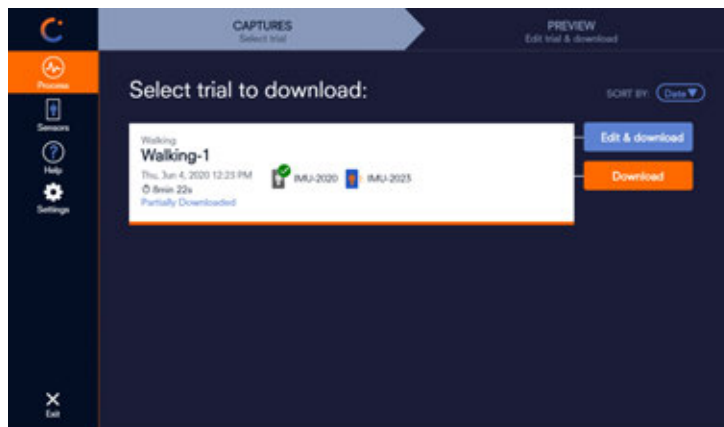 CAPTURES
Select trial
PREVIEW
Edit trial & download
Process
Sensors
Help
Settings
Exit
Select trial to download:
SORT BY: Date▼
Walking
Walking-1
Thu, Jun 4, 2020 12:23 PM
0min 22s
Partially Downloaded
IMU-2020
IMU-2023
Edit & download
Download